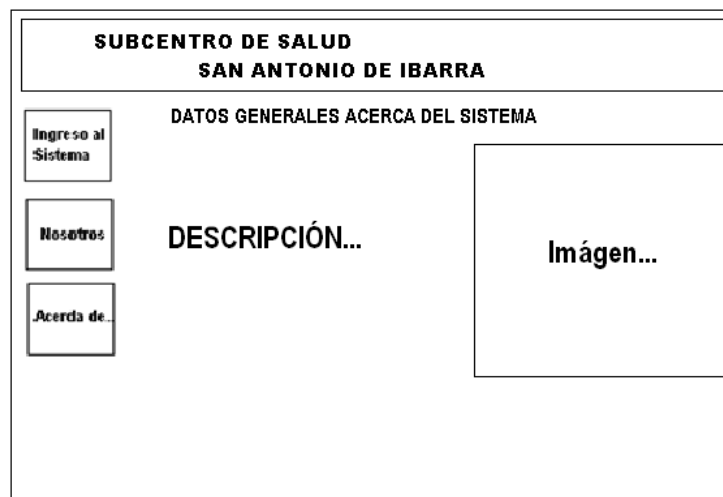 SUBCENTRO DE SALUD
SAN ANTONIO DE IBARRA
DATOS GENERALES ACERCA DEL SISTEMA
Ingreso al
Sistema
Nosotros
DESCRIPCIÓN...
Imágen...
Acerca de..